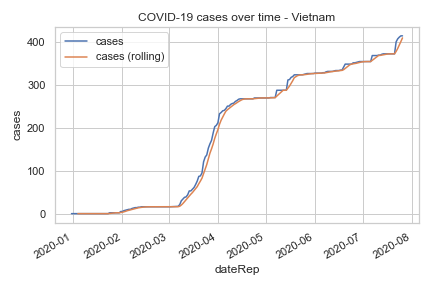 COVID-19 cases over time - Vietnam
cases
cases (rolling)
400
300
200
100
0
cases
2020-01
2020-02
2020-03
2020-04
2020-05
2020-06
2020-07
2020-08
dateRep